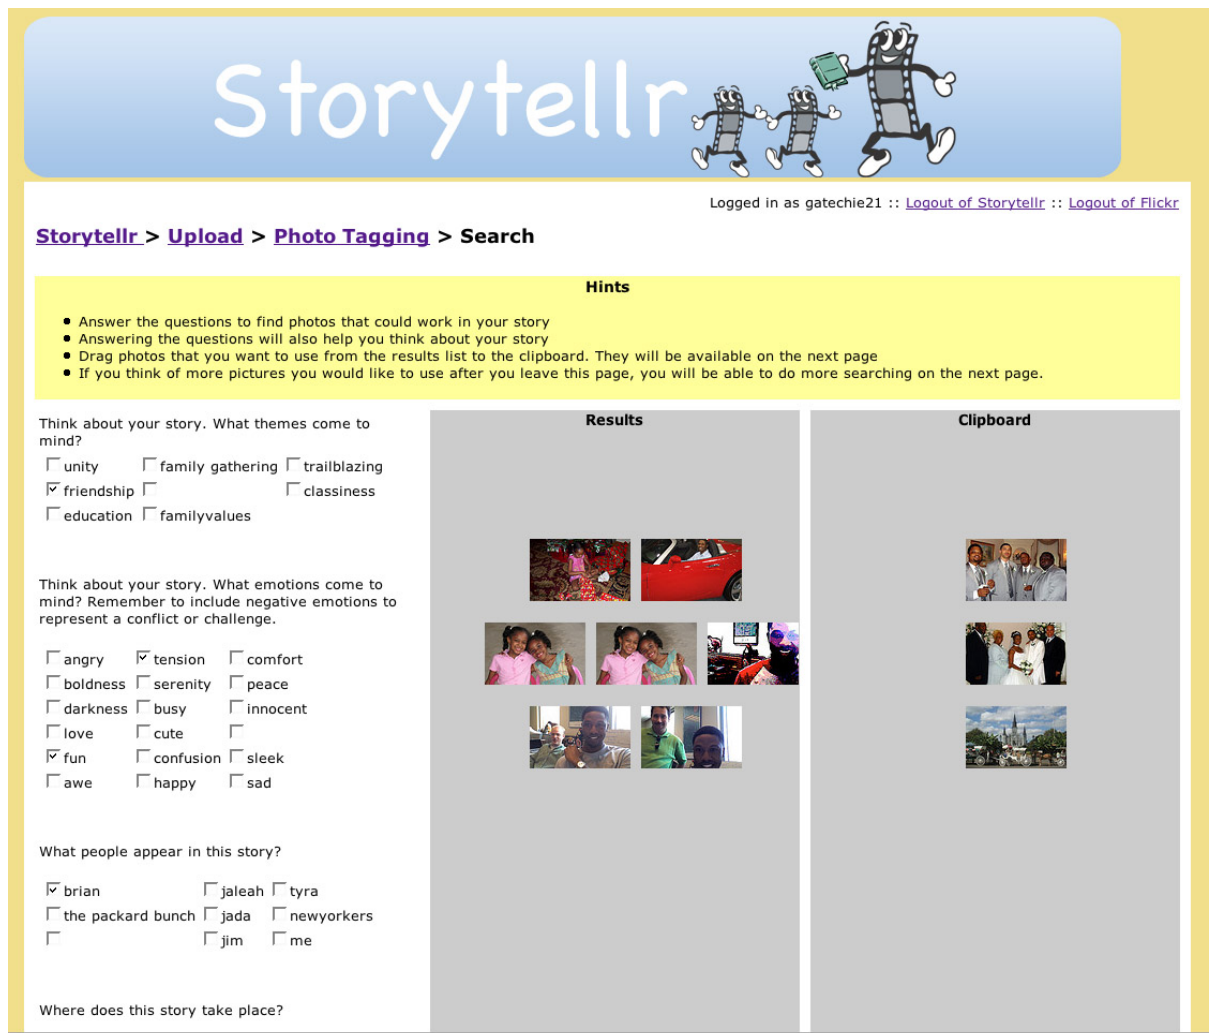 Storytellr
Logged in as gatechie21 :: Logout of Storytellr :: Logout of Flickr
Storytellr > Upload > Photo Tagging > Search
Hints
Answer the questions to find photos that could work in your story
Answering the questions will also help you think about your story
Drag photos that you want to use from the results list to the clipboard. They will be available on the next page
If you think of more pictures you would like to use after you leave this page, you will be able to do more searching on the next page.
Think about your story. What themes come to
mind?
unity family gathering trailblazing
friendship classiness
education familyvalues
Think about your story. What emotions come to
mind? Remember to include negative emotions to
represent a conflict or challenge.
angry tension comfort
boldness serenity peace
darkness busy innocent
love cute
fun confusion sleek
awe happy sad
What people appear in this story?
brian jaleah tyra
the packard bunch jada newyorkers
jim me
Where does this story take place?
Results
Clipboard